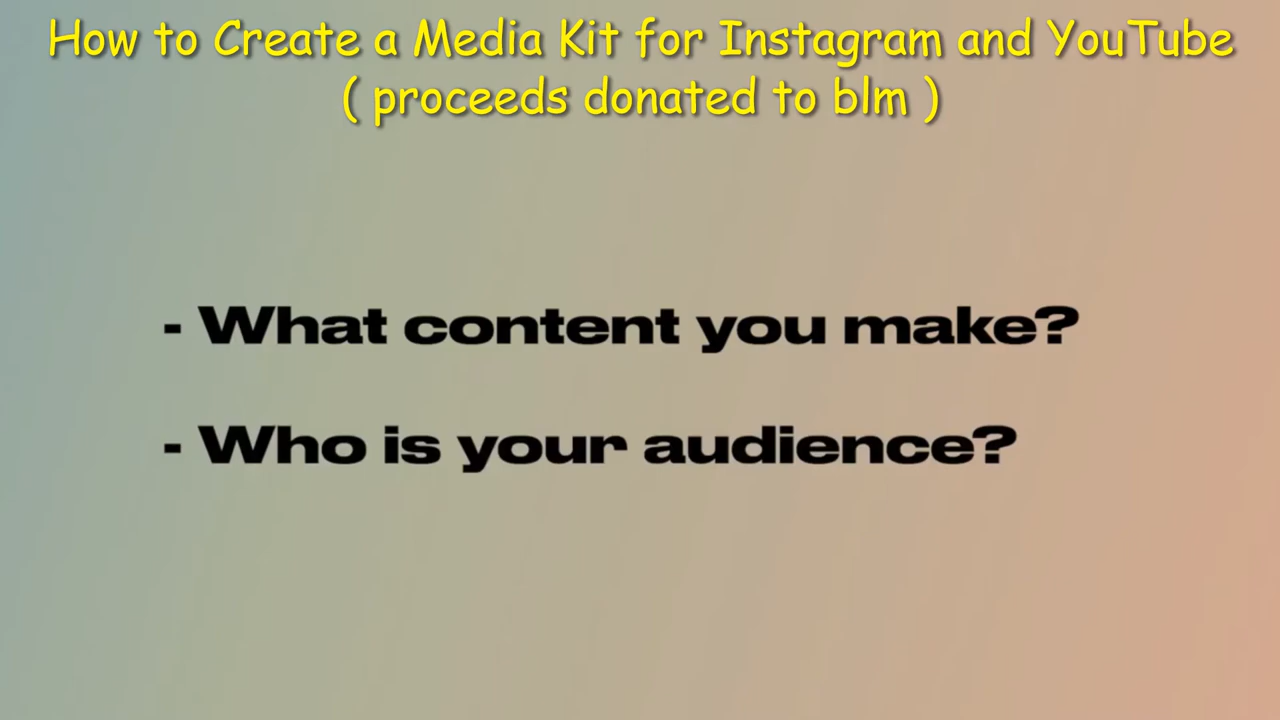 How to Create a Media Kit for Instagram and YouTube
( proceeds donated to blm )
- What content you make?
- Who is your audience?